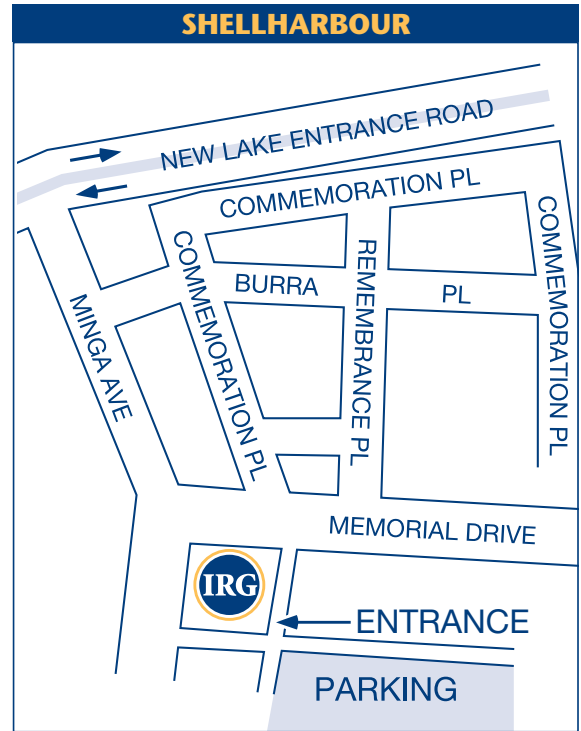 SHELLHARBOUR
NEW LAKE ENTRANCE ROAD
COMMEMORATION PL
COMMEMORATION PL
COMMEMORATION PL
REMEMBRANCE PL
BURRA PL
MINGA AVE
MEMORIAL DRIVE
IRG
ENTRANCE
PARKING